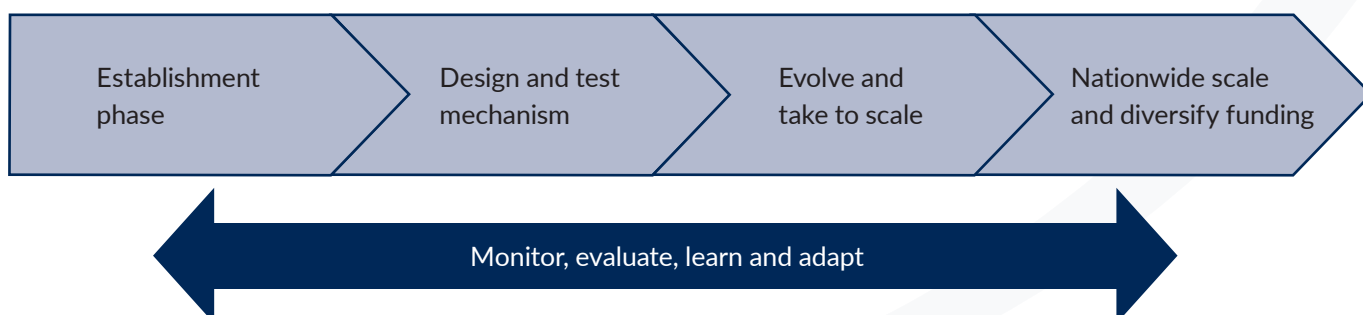 Establishment
phase
Design and test
mechanism
Evolve and
take to scale
Nationwide scale
and diversify funding
Monitor, evaluate, learn and adapt